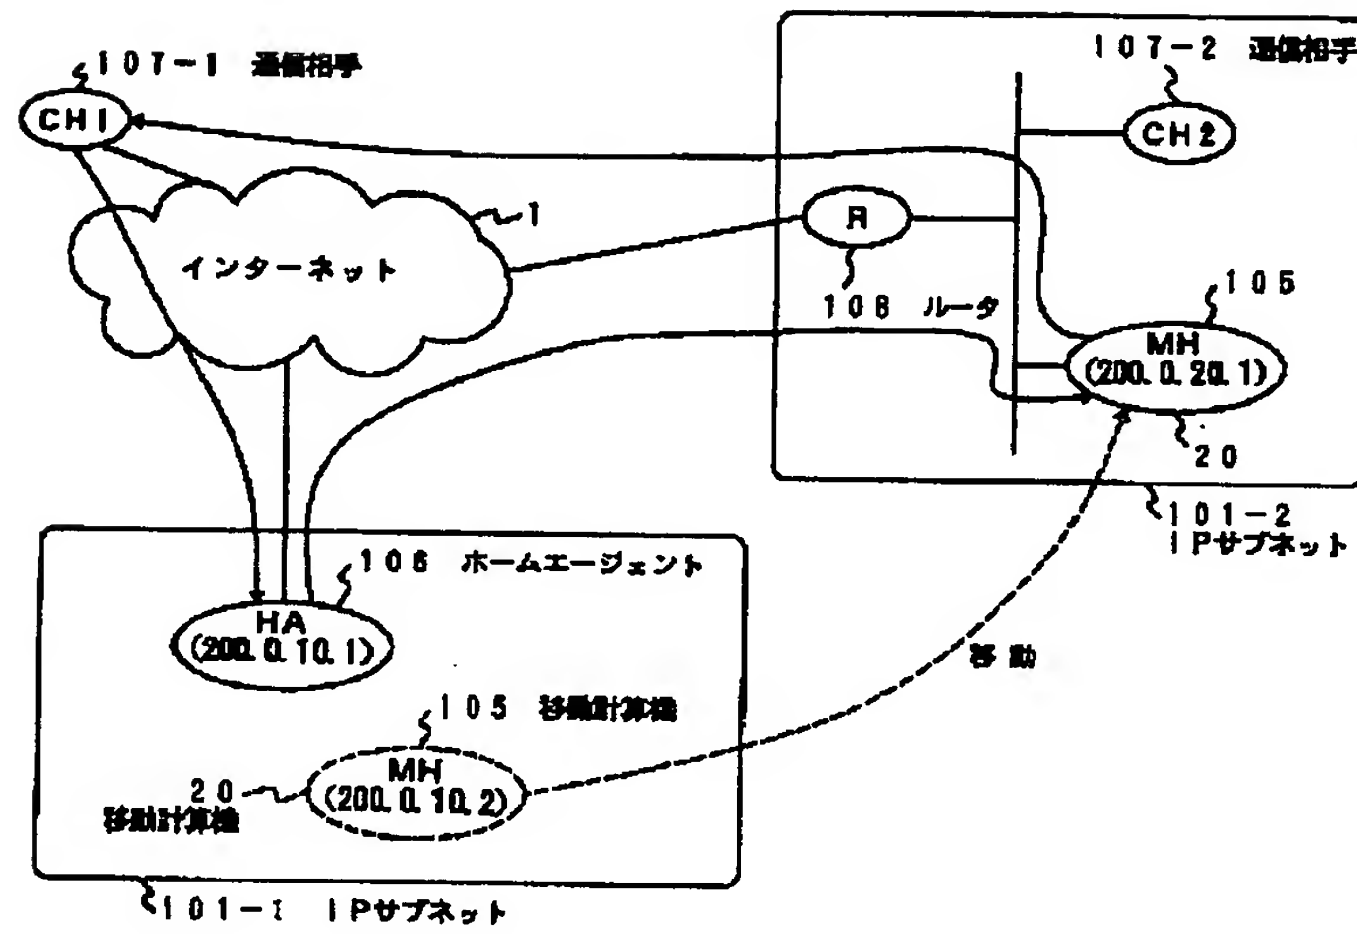 107-1 通信相手
107-2 通信相手
CH1
CH2
1
R
インターネット
105
108 ルータ
MH
(200.0.20.1)
20
101-2
IPサブネット
106 ホームエージェント
HA
(200.0.10.1)
移動
105 移動計算機
MH
(200.0.10.2)
20
移動計算機
101-1 IPサブネット